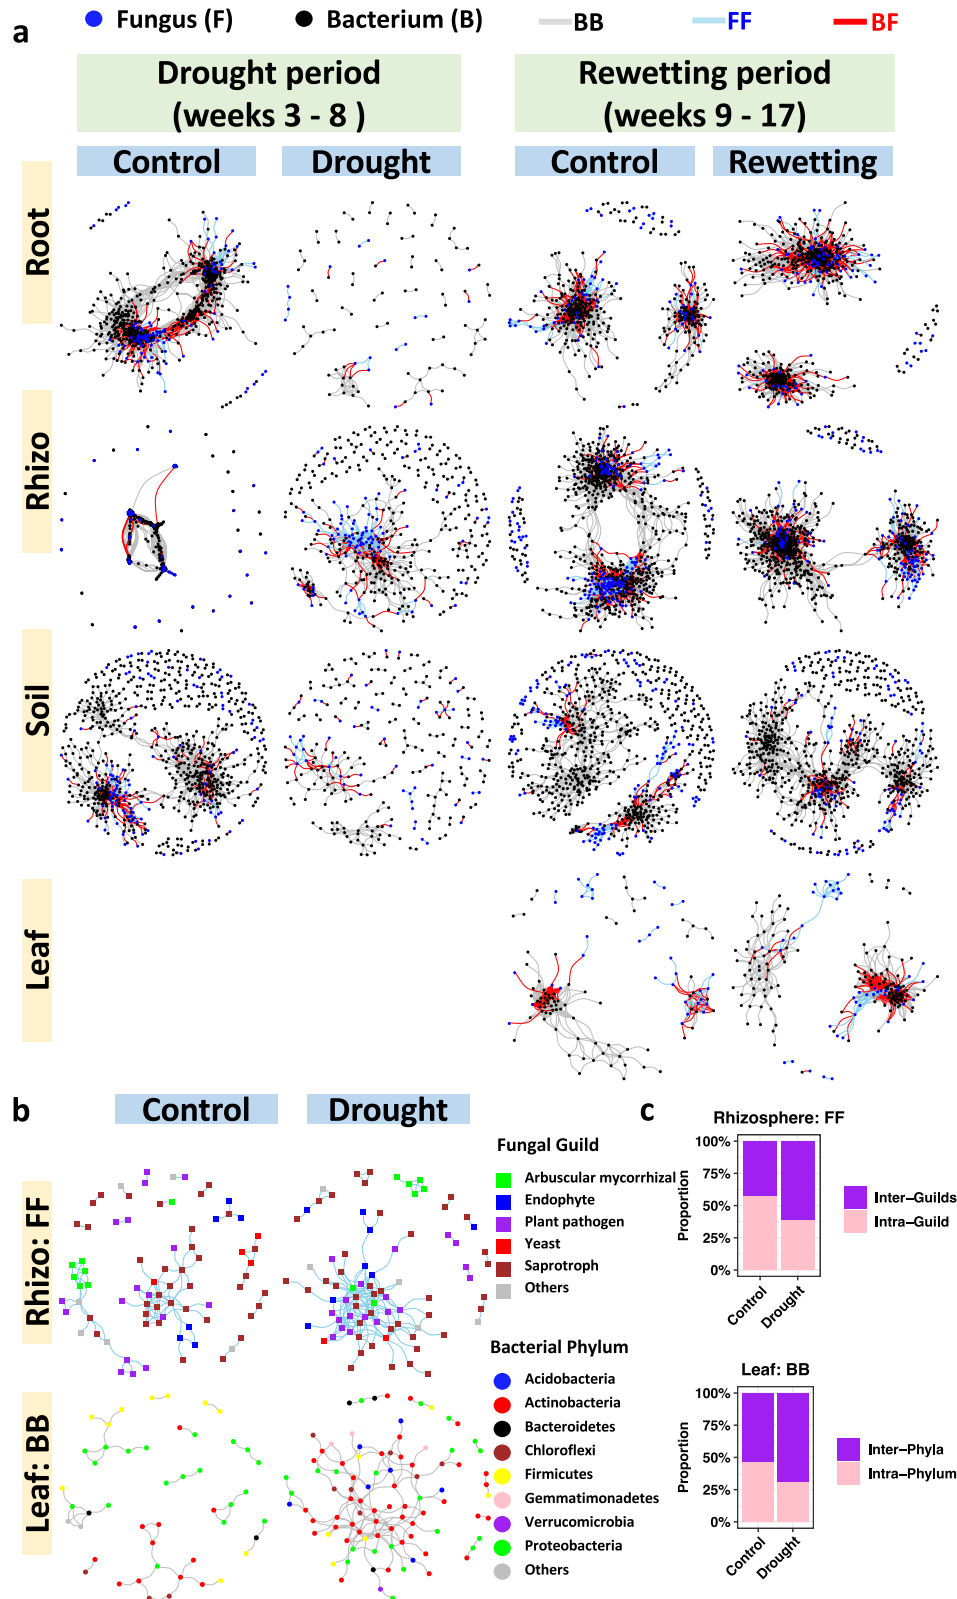 a
Fungus (F)
Bacterium (B)
BB
FF
BF
Drought period
(weeks 3 - 8 )
Rewetting period
(weeks 9 - 17)
Control
Drought
Control
Rewetting
Root
Rhizo
Soil
Leaf
b
Control
Drought
Rhizo: FF
Leaf: BB
Fungal Guild
Arbuscular mycorrhizal
Endophyte
Plant pathogen
Yeast
Saprotroph
Others
Bacterial Phylum
Acidobacteria
Actinobacteria
Bacteroidetes
Chloroflexi
Firmicutes
Gemmatimonadetes
Verrucomicrobia
Proteobacteria
Others
c
Rhizosphere: FF
100%
75%
50%
25%
0%
Proportion
Control
Drought
Inter–Guilds
Intra–Guild
Leaf: BB
100%
75%
50%
25%
0%
Proportion
Control
Drought
Inter–Phyla
Intra–Phylum